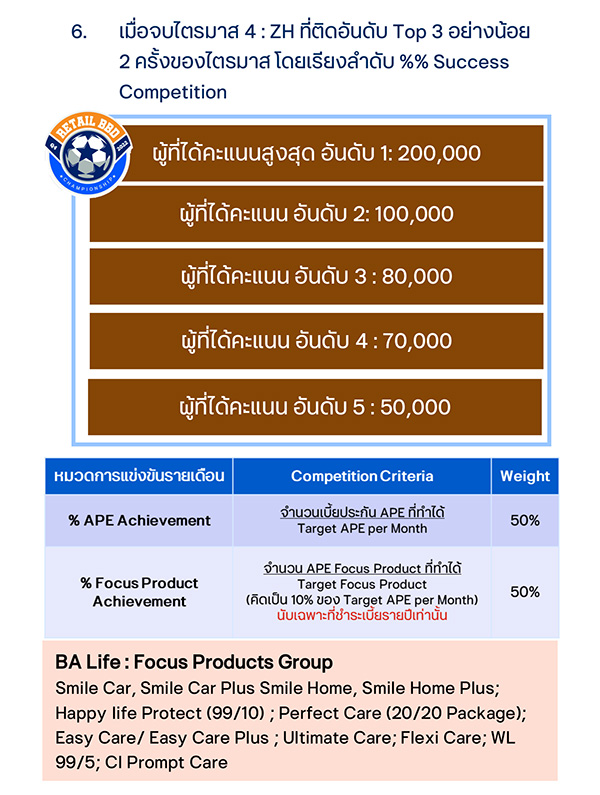 6. เมื่อจบไตรมาส 4 : ZH ที่ติดอันดับ Top 3 อย่างน้อย
2 ครั้งของไตรมาส โดยเรียงลำดับ %% Success
Competition
RETAIL BBD
Q4 2022
CHAMPIONSHIP
ผู้ที่ได้คะแนนสูงสุด อันดับ 1: 200,000
ผู้ที่ได้คะแนน อันดับ 2: 100,000
ผู้ที่ได้คะแนน อันดับ 3 : 80,000
ผู้ที่ได้คะแนน อันดับ 4 : 70,000
ผู้ที่ได้คะแนน อันดับ 5 : 50,000
หมวดการแข่งขันรายเดือน Competition Criteria Weight
% APE Achievement จำนวนเบี้ยประกัน APE ที่ทำได้ 50%
Target APE per Month
% Focus Product Achievement จำนวน APE Focus Product ที่ทำได้ 50%
Target Focus Product
(คิดเป็น 10% ของ Target APE per Month)
นับเฉพาะที่ชำระเบี้ยรายปีเท่านั้น
BA Life : Focus Products Group
Smile Car, Smile Car Plus Smile Home, Smile Home Plus;
Happy life Protect (99/10) ; Perfect Care (20/20 Package);
Easy Care/ Easy Care Plus ; Ultimate Care; Flexi Care; WL
99/5; CI Prompt Care